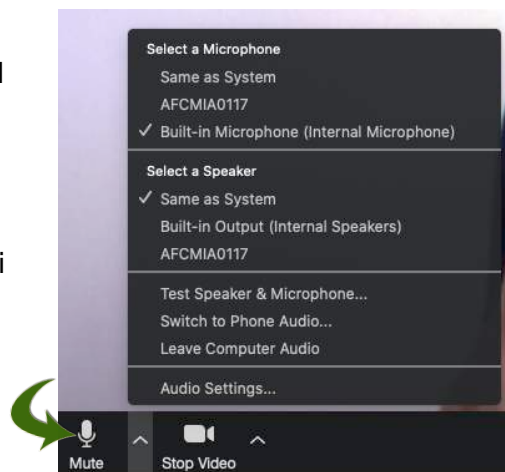 Select a Microphone
Same as System
AFCMIA0117
✓ Built-in Microphone (Internal Microphone)
Select a Speaker
✓ Same as System
Built-in Output (Internal Speakers)
AFCMIA0117
Test Speaker & Microphone...
Switch to Phone Audio...
Leave Computer Audio
Audio Settings...
Mute Stop Video